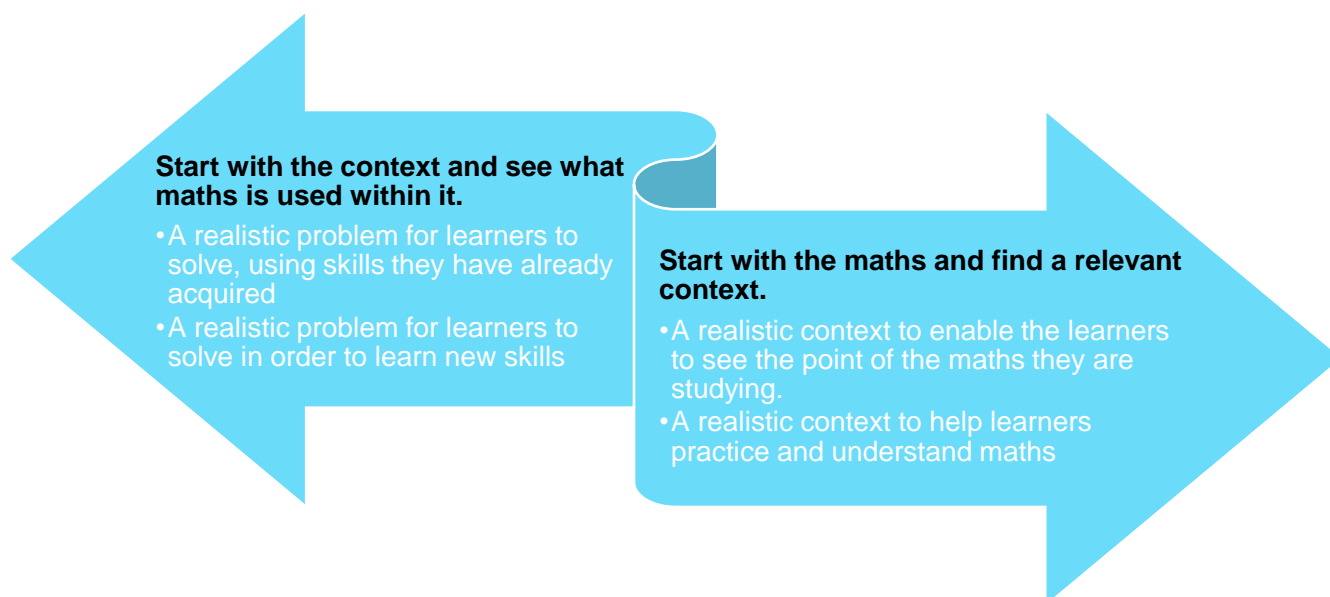 Start with the context and see what
maths is used within it.
•A realistic problem for learners to
solve, using skills they have already
acquired
•A realistic problem for learners to
solve in order to learn new skills
Start with the maths and find a relevant
context.
•A realistic context to enable the learners
to see the point of the maths they are
studying.
•A realistic context to help learners
practice and understand maths